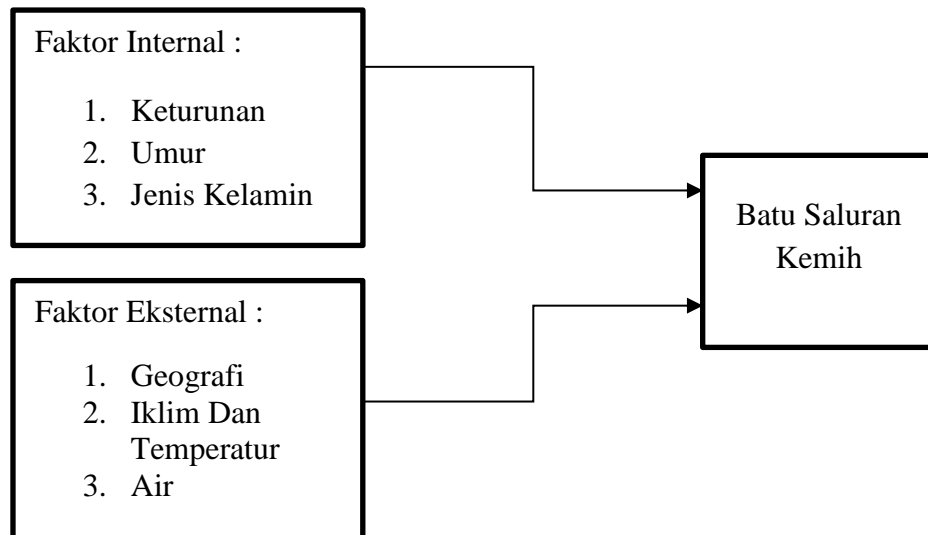 Faktor Internal :
1. Keturunan
2. Umur
3. Jenis Kelamin
Batu Saluran
Kemih
Faktor Eksternal :
1. Geografi
2. Iklim Dan
Temperatur
3. Air